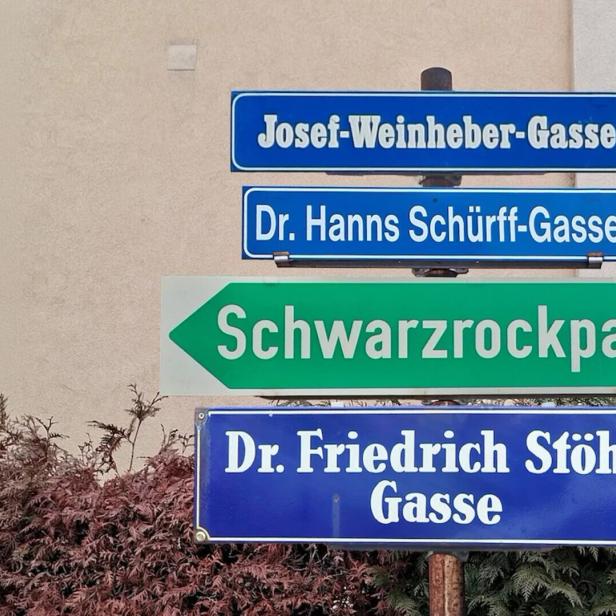 Josef-Weinheber-Gasse
Dr. Hanns Schürff-Gasse
Schwarzrockpa
Dr. Friedrich Stöh
Gasse